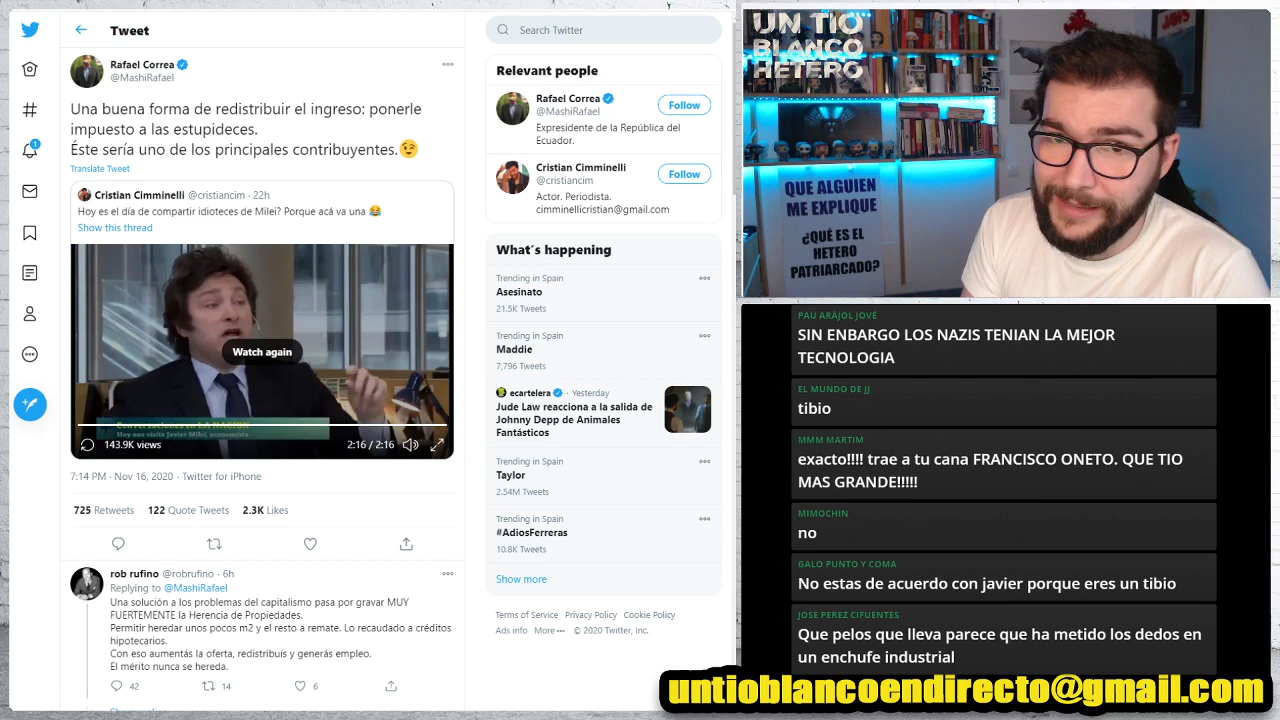 Tweet
Rafael Correa
@MashiRafael
Una buena forma de redistribuir el ingreso: ponerle
impuesto a las estupideces.
Éste sería uno de los principales contribuyentes.😉
Translate Tweet
Cristian Cimminelli @cristiancim · 22h
Hoy es el día de compartir idioteces de Milei? Porque acá va una 😂
Show this thread
Watch again
Conversaciones en LA NACION
Hoy nos visita Javier Milei, economista
143.9K views
2:16 / 2:16
7:14 PM · Nov 16, 2020 · Twitter for iPhone
725 Retweets 122 Quote Tweets 2.3K Likes
rob rufino @robrufino · 6h
Replying to @MashiRafael
Una solución a los problemas del capitalismo pasa por gravar MUY
FUERTEMENTE la Herencia de Propiedades.
Permitir heredar unos pocos m2 y el resto a remate. Lo recaudado a créditos
hipotecarios.
Con eso aumentás la oferta, redistribuís y generás empleo.
El mérito nunca se hereda.
42 14 6
1
Search Twitter
Relevant people
Rafael Correa
@MashiRafael
Follow
Expresidente de la República del
Ecuador.
Cristian Cimminelli
@cristiancim
Follow
Actor. Periodista.
cimminellicristian@gmail.com
What's happening
Trending in Spain
Asesinato
21.5K Tweets
Trending in Spain
Maddie
7,796 Tweets
ecartelera · Yesterday
Jude Law reacciona a la salida de
Johnny Depp de Animales
Fantásticos
Trending in Spain
Taylor
2.54M Tweets
Trending in Spain
#AdiosFerreras
10.8K Tweets
Show more
Terms of Service Privacy Policy Cookie Policy
Ads info More ••• © 2020 Twitter, Inc.
UN TIO
BLANCO
HETERO
QUE ALGUIEN
ME EXPLIQUE
¿QUÉ ES EL
HETERO
PATRIARCADO?
PAU ARÀJOL JOVÉ
SIN ENBARGO LOS NAZIS TENIAN LA MEJOR
TECNOLOGIA
EL MUNDO DE JJ
tibio
MMM MARTIM
exacto!!!! trae a tu cana FRANCISCO ONETO. QUE TIO
MAS GRANDE!!!!!
MIMOCHIN
no
GALO PUNTO Y COMA
No estas de acuerdo con javier porque eres un tibio
JOSE PEREZ CIFUENTES
Que pelos que lleva parece que ha metido los dedos en
un enchufe industrial
untioblancoendirecto@gmail.com